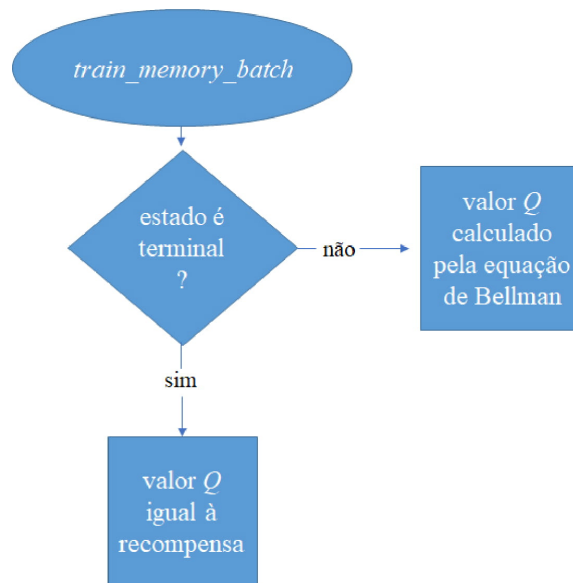 train_memory_batch
estado é
terminal
?
não
valor Q
calculado
pela equação
de Bellman
sim
valor Q
igual à
recompensa